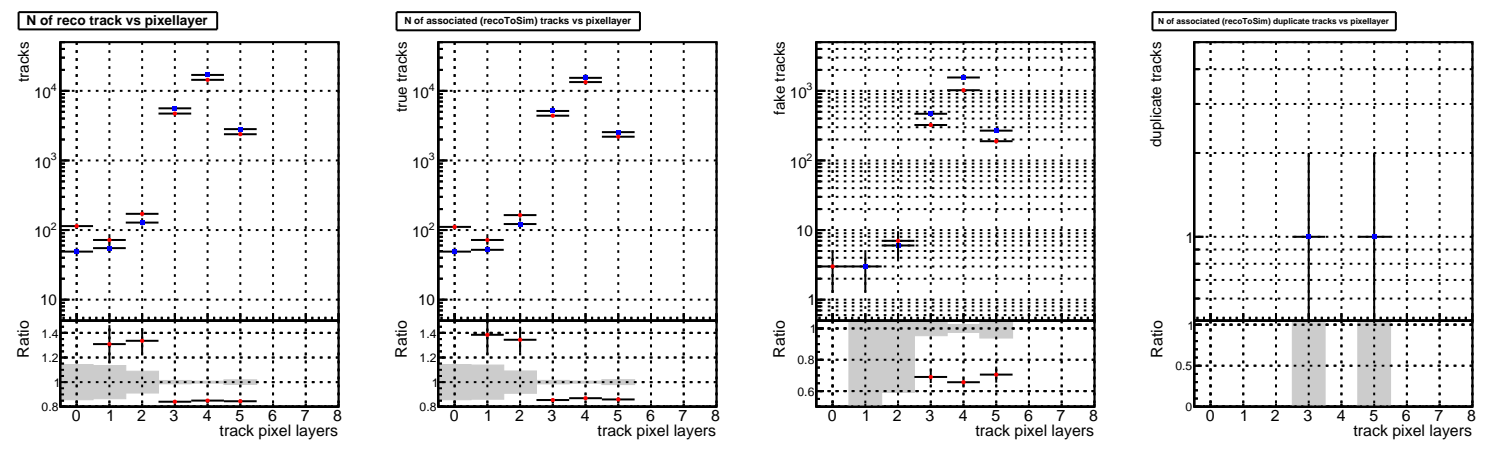 N of reco track vs pixellayer
tracks
10^4
10^3
10^2
10
Ratio
1.4
1.2
1
0.8
0 1 2 3 4 5 6 7 8
track pixel layers
N of associated (recoToSim) tracks vs pixellayer
true tracks
10^4
10^3
10^2
10
Ratio
1.4
1.2
1
0.8
0 1 2 3 4 5 6 7 8
track pixel layers
fake tracks
10^3
10^2
10
1
Ratio
1
0.8
0.6
0 1 2 3 4 5 6 7 8
track pixel layers
N of associated (recoToSim) duplicate tracks vs pixellayer
duplicate tracks
1
Ratio
1
0.5
0
0 1 2 3 4 5 6 7 8
track pixel layers